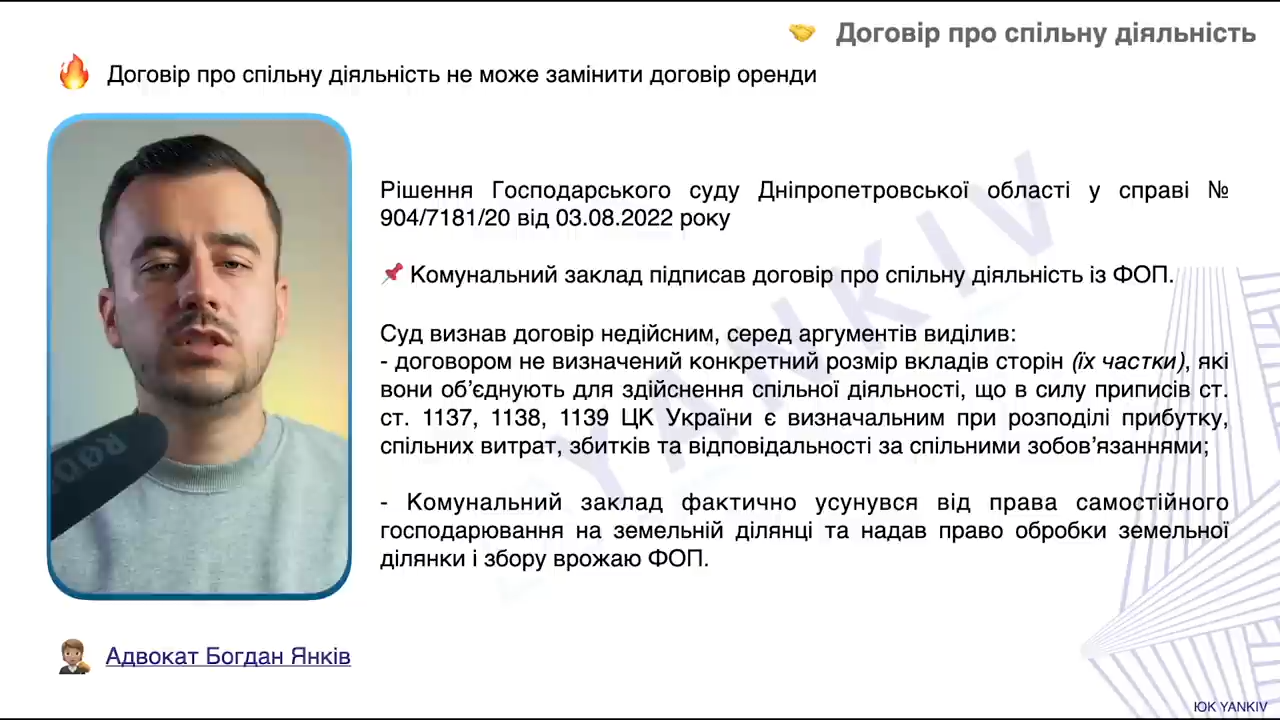 Договір про спільну діяльність
Договір про спільну діяльність не може замінити договір оренди
Рішення Господарського суду Дніпропетровської області у справі №
904/7181/20 від 03.08.2022 року
Комунальний заклад підписав договір про спільну діяльність із ФОП.
Суд визнав договір недійсним, серед аргументів виділив:
- договором не визначений конкретний розмір вкладів сторін (їх частки), які
вони об’єднують для здійснення спільної діяльності, що в силу приписів ст.
ст. 1137, 1138, 1139 ЦК України є визначальним при розподілі прибутку,
спільних витрат, збитків та відповідальності за спільними зобов’язаннями;
- Комунальний заклад фактично усунувся від права самостійного
господарювання на земельній ділянці та надав право обробки земельної
ділянки і збору врожаю ФОП.
Адвокат Богдан Янків
YANKIV
ЮК YANKIV